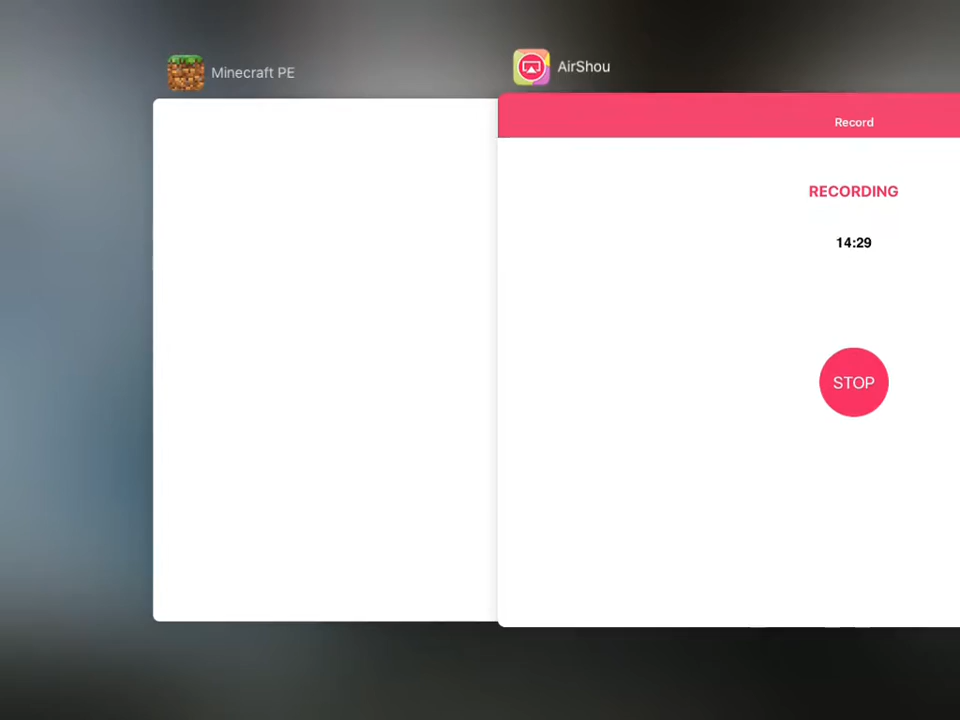 Minecraft PE
AirShou
Record
RECORDING
14:29
STOP